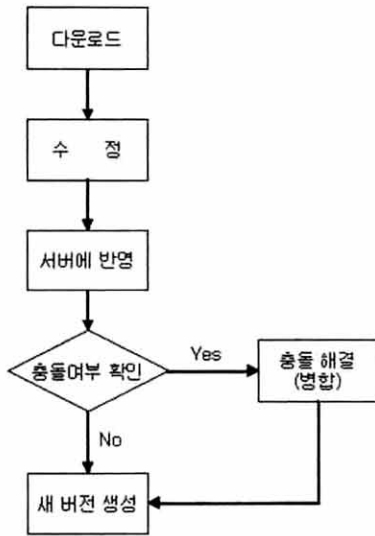 다운로드
수 정
서버에 반영
충돌여부 확인
Yes
충돌 해결
(병합)
No
새 버전 생성